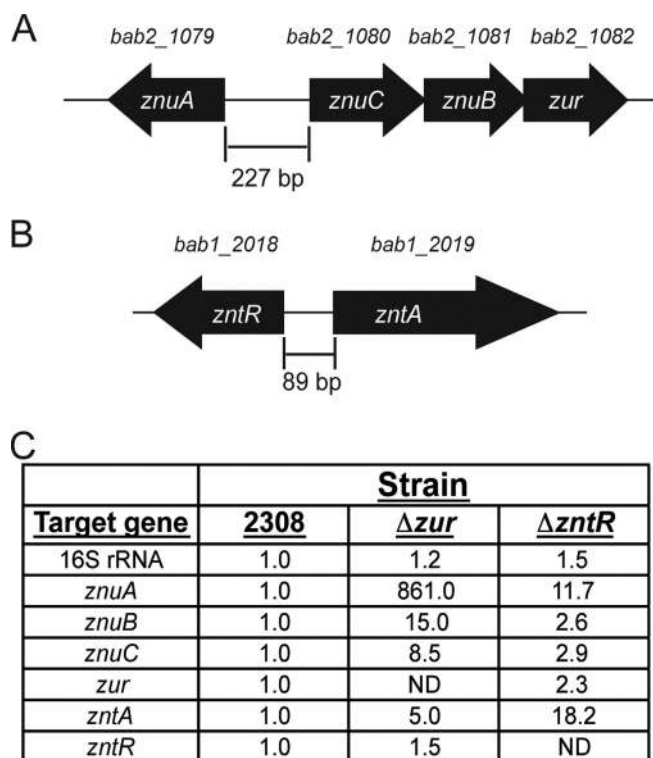 A
bab2_1079 bab2_1080 bab2_1081 bab2_1082
znuA znuC znuB zur
227 bp
B
bab1_2018 bab1_2019
zntR zntA
89 bp
C
Strain
Target gene 2308 Δzur ΔzntR
16S rRNA 1.0 1.2 1.5
znuA 1.0 861.0 11.7
znuB 1.0 15.0 2.6
znuC 1.0 8.5 2.9
zur 1.0 ND 2.3
zntA 1.0 5.0 18.2
zntR 1.0 1.5 ND